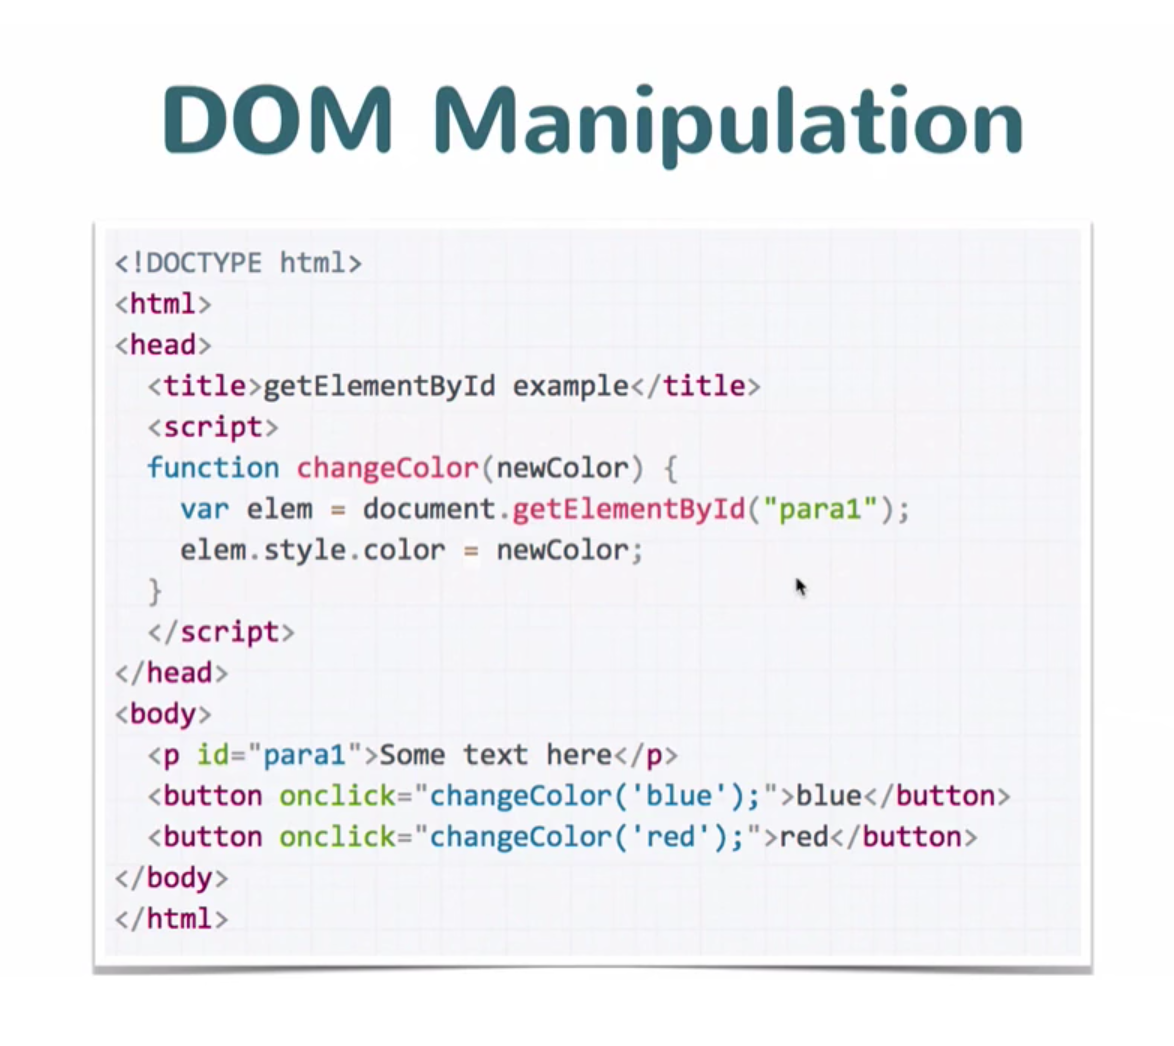 DOM Manipulation
<!DOCTYPE html>
<html>
<head>
  <title>getElementById example</title>
  <script>
  function changeColor(newColor) {
    var elem = document.getElementById("para1");
    elem.style.color = newColor;
  }
  </script>
</head>
<body>
  <p id="para1">Some text here</p>
  <button onclick="changeColor('blue');">blue</button>
  <button onclick="changeColor('red');">red</button>
</body>
</html>